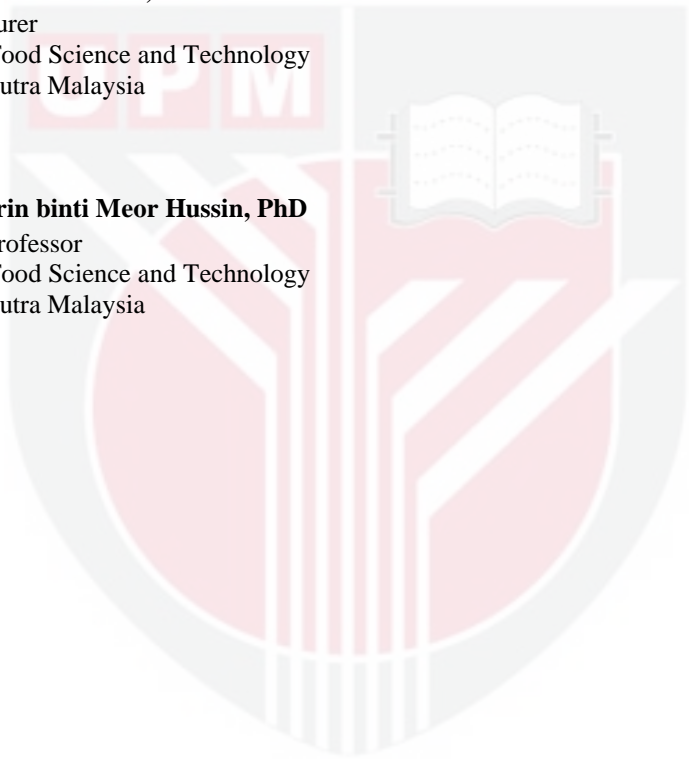 urer
ood Science and Technology
utra Malaysia
UPM
rin binti Meor Hussin, PhD
rofessor
ood Science and Technology
utra Malaysia